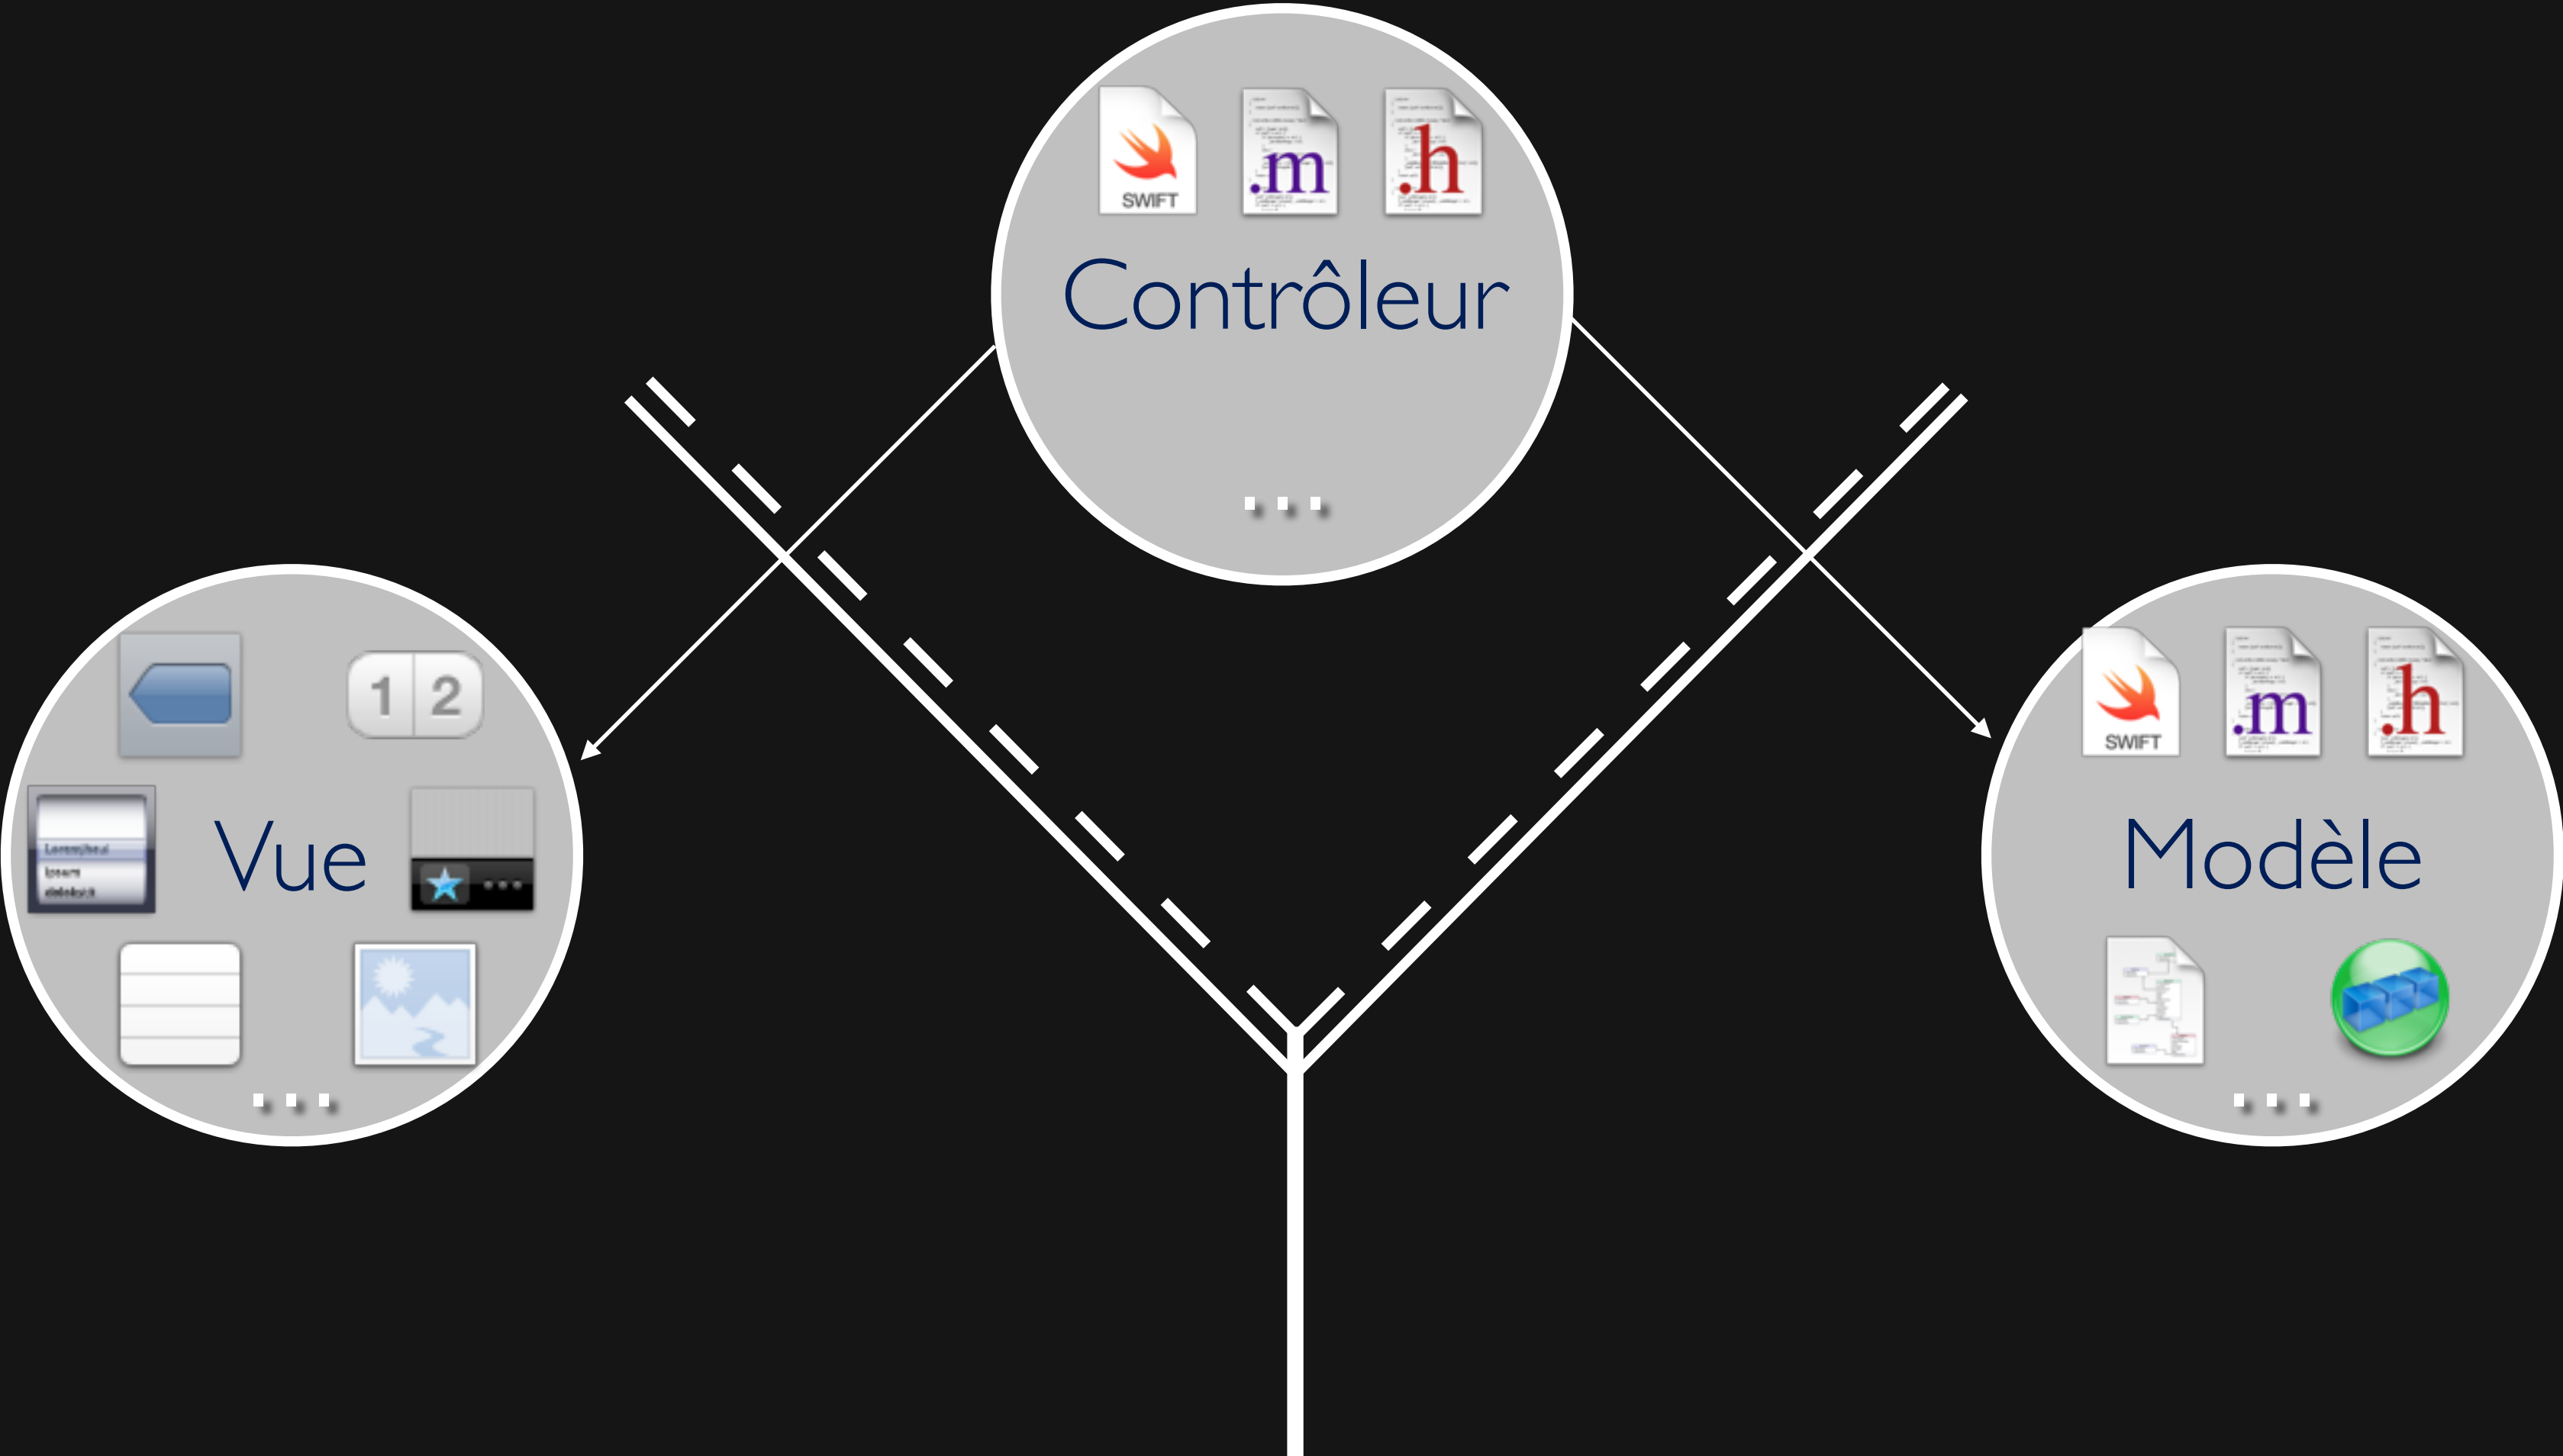 SWIFT .m .h
Contrôleur
...
1 2
Vue
...
SWIFT .m .h
Modèle
...